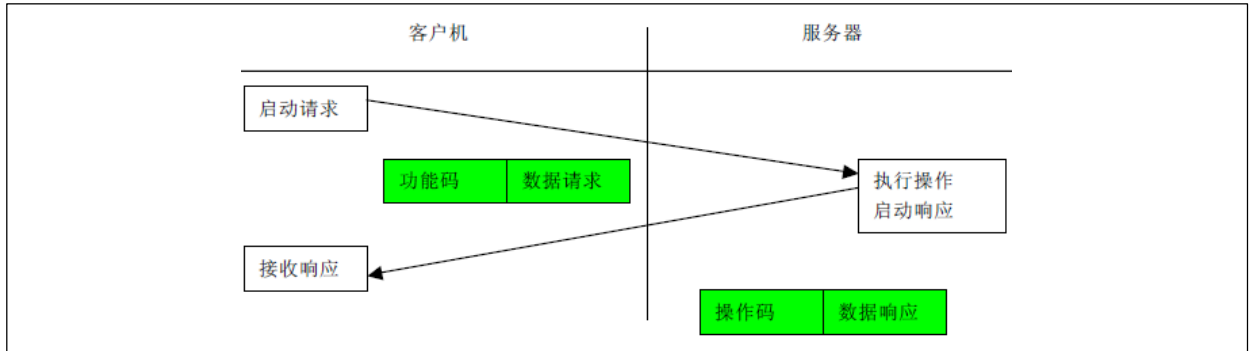 客户机
服务器
启动请求
功能码
数据请求
执行操作
启动响应
接收响应
操作码
数据响应